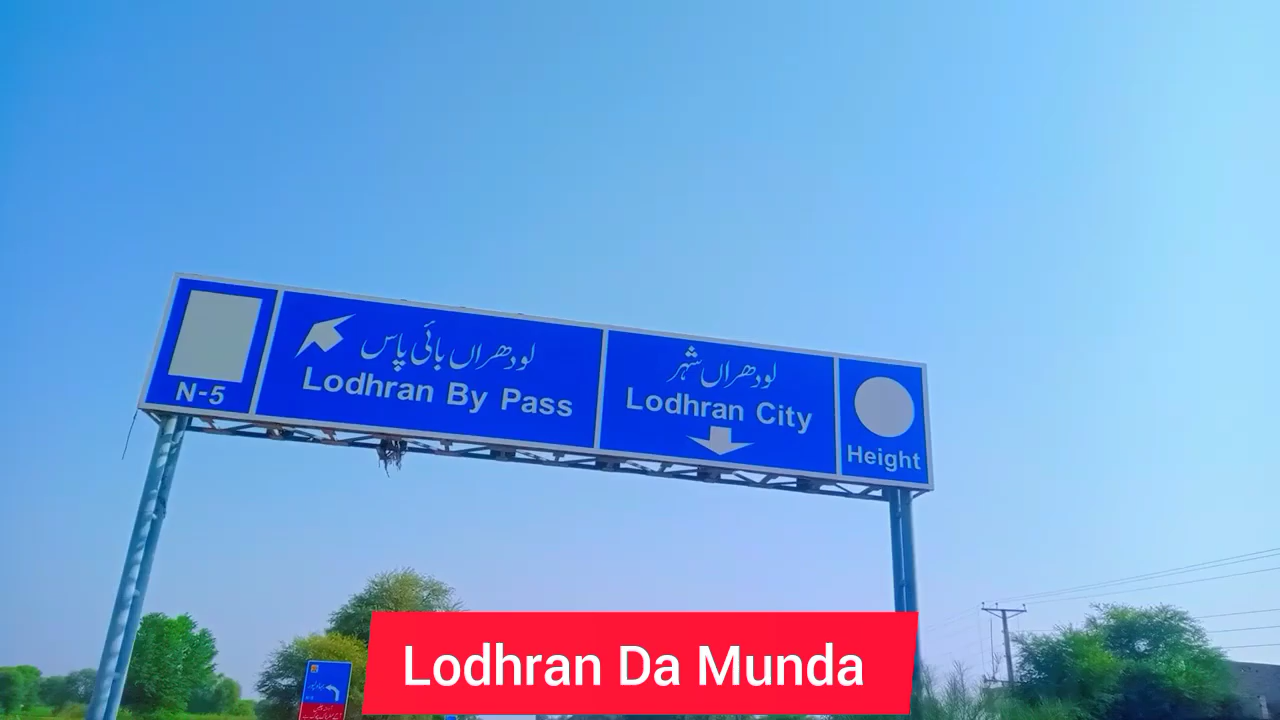 N-5
لودھراں بائی پاس
Lodhran By Pass
لودھراں شہر
Lodhran City
Height
Lodhran Da Munda